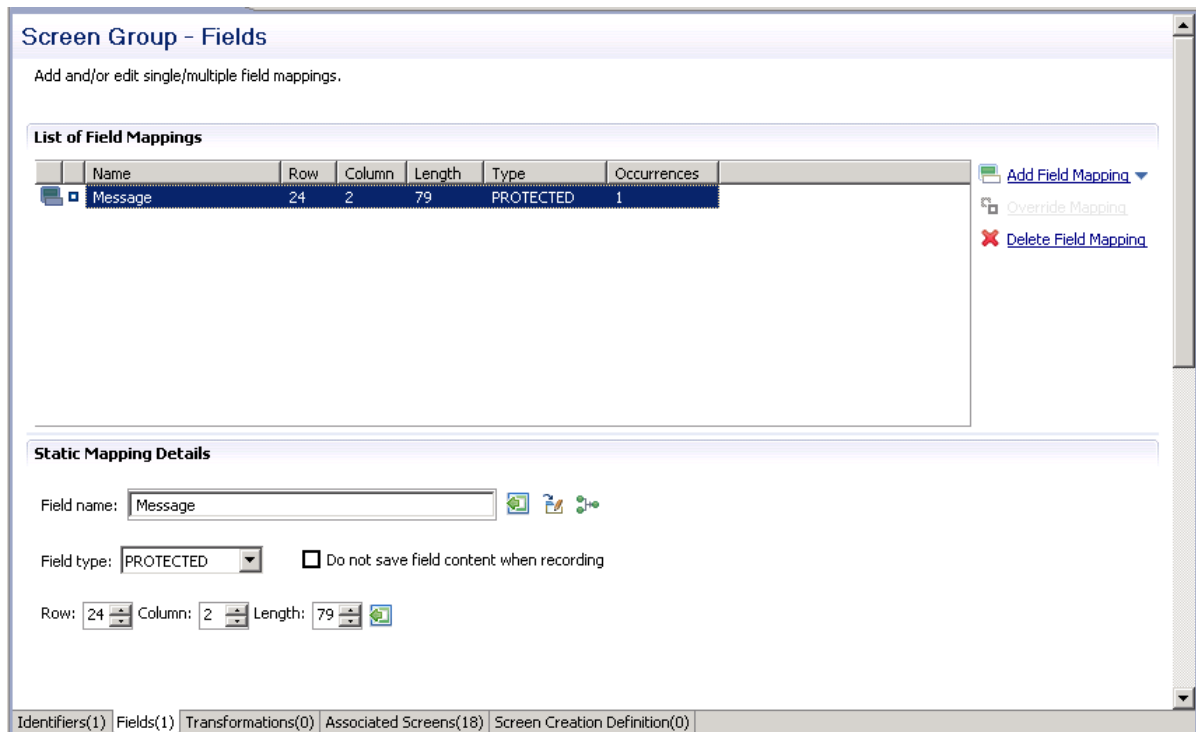 Screen Group - Fields
Add and/or edit single/multiple field mappings.
List of Field Mappings
Name Row Column Length Type Occurrences
Message 24 2 79 PROTECTED 1
Add Field Mapping
Override Mapping
Delete Field Mapping
Static Mapping Details
Field name: Message
Field type: PROTECTED Do not save field content when recording
Row: 24 Column: 2 Length: 79
Identifiers(1) Fields(1) Transformations(0) Associated Screens(18) Screen Creation Definition(0)